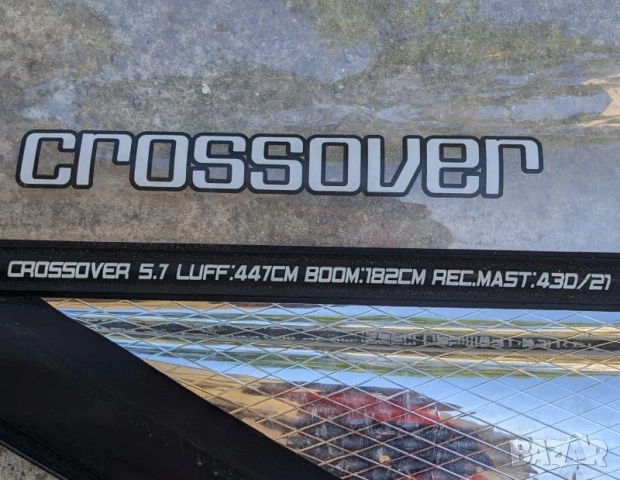 crossover
CROSSOVER 5.7 LUFF:447CM BOOM:182CM REC.MAST:430/21
BAZAR